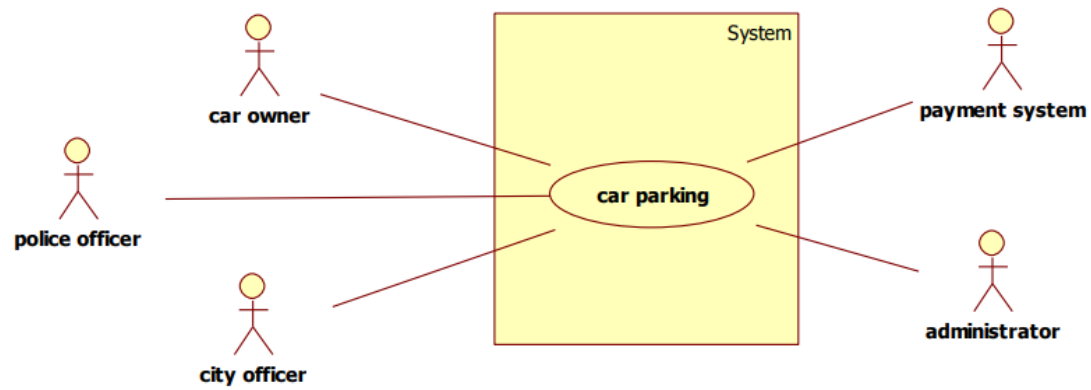 System
car owner
payment system
police officer
car parking
city officer
administrator